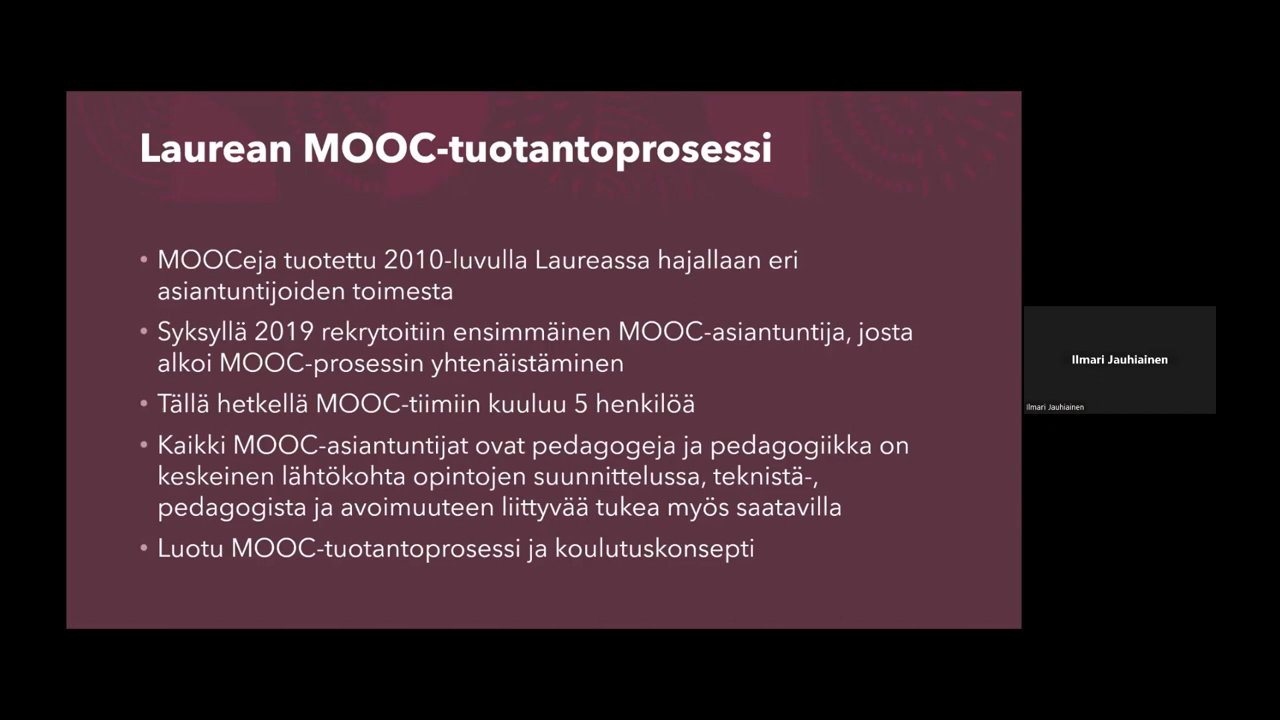 Laurean MOOC-tuotantoprosessi
• MOOCeja tuotettu 2010-luvulla Laureassa hajallaan eri
asiantuntijoiden toimesta
• Syksyllä 2019 rekrytoitiin ensimmäinen MOOC-asiantuntija, josta
alkoi MOOC-prosessin yhtenäistäminen
• Tällä hetkellä MOOC-tiimiin kuuluu 5 henkilöä
• Kaikki MOOC-asiantuntijat ovat pedagogeja ja pedagogiikka on
keskeinen lähtökohta opintojen suunnittelussa, teknistä-,
pedagogista ja avoimuuteen liittyvää tukea myös saatavilla
• Luotu MOOC-tuotantoprosessi ja koulutuskonsepti
Ilmari Jauhiainen
Ilmari Jauhiainen